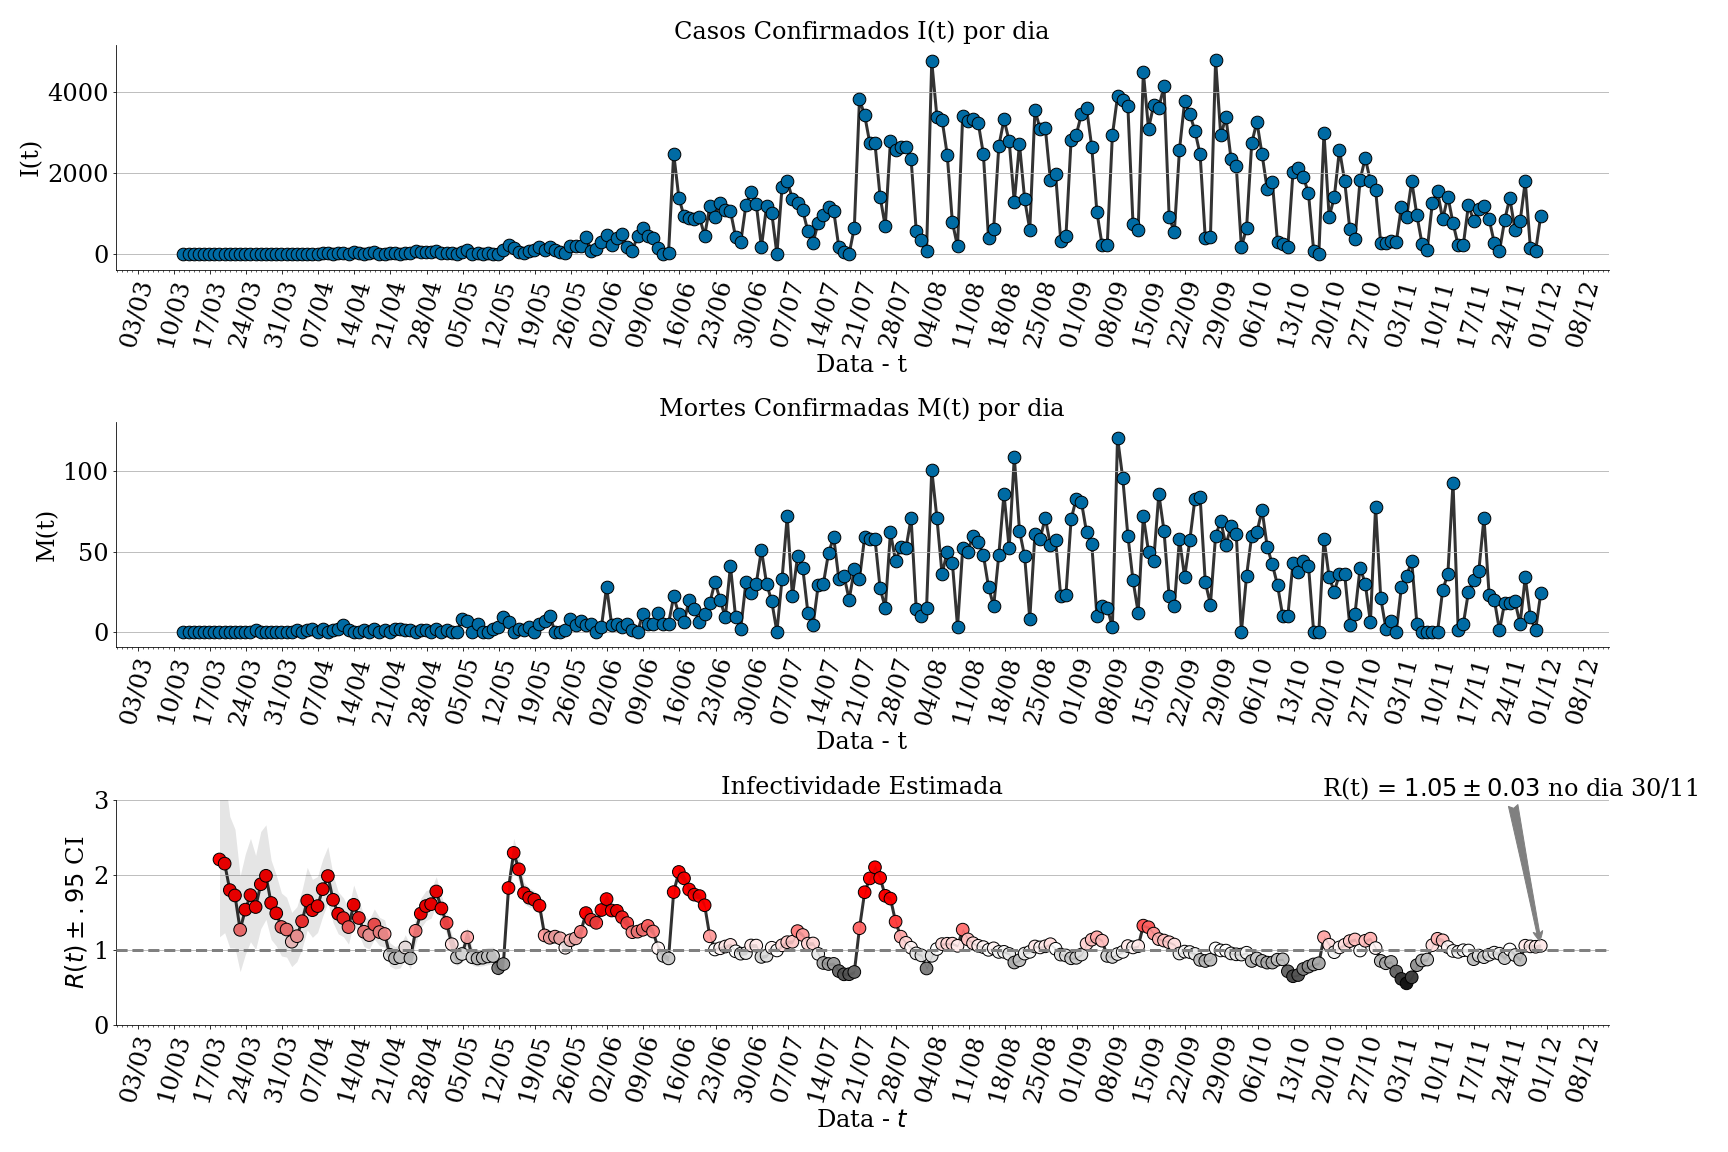 Casos Confirmados I(t) por dia
I(t)
4000
2000
0
03/03 10/03 17/03 24/03 31/03 07/04 14/04 21/04 28/04 05/05 12/05 19/05 26/05 02/06 09/06 16/06 23/06 30/06 07/07 14/07 21/07 28/07 04/08 11/08 18/08 25/08 01/09 08/09 15/09 22/09 29/09 06/10 13/10 20/10 27/10 03/11 10/11 17/11 24/11 01/12 08/12
Data - t
Mortes Confirmadas M(t) por dia
M(t)
100
50
0
03/03 10/03 17/03 24/03 31/03 07/04 14/04 21/04 28/04 05/05 12/05 19/05 26/05 02/06 09/06 16/06 23/06 30/06 07/07 14/07 21/07 28/07 04/08 11/08 18/08 25/08 01/09 08/09 15/09 22/09 29/09 06/10 13/10 20/10 27/10 03/11 10/11 17/11 24/11 01/12 08/12
Data - t
Infectividade Estimada
R(t) = 1.05 ± 0.03 no dia 30/11
R(t) ± .95 CI
3
2
1
0
03/03 10/03 17/03 24/03 31/03 07/04 14/04 21/04 28/04 05/05 12/05 19/05 26/05 02/06 09/06 16/06 23/06 30/06 07/07 14/07 21/07 28/07 04/08 11/08 18/08 25/08 01/09 08/09 15/09 22/09 29/09 06/10 13/10 20/10 27/10 03/11 10/11 17/11 24/11 01/12 08/12
Data - t